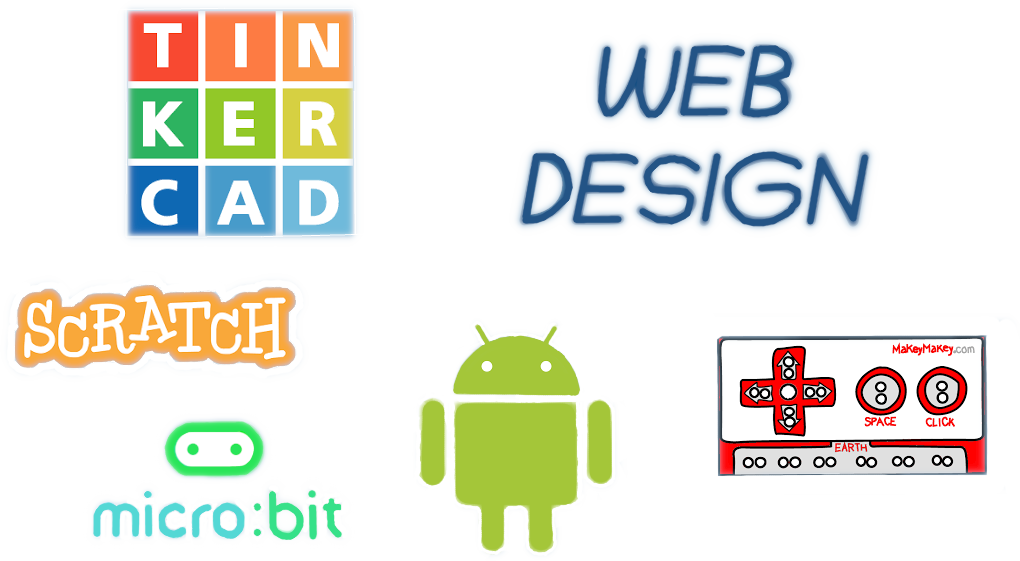 TIN
KER
CAD
WEB
DESIGN
SCRATCH
MaKeyMaKey.com
SPACE CLICK
EARTH
micro:bit